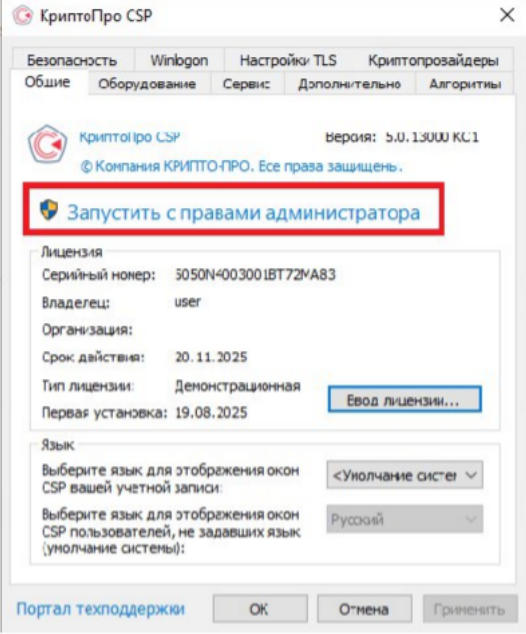 КриптоПро CSP
Безопасность Winlogon Настройки TLS Криптопровайдеры
Общие Оборудование Сервис Дополнительно Алгоритмы
КриптоПро CSP Версия: 5.0.13000 КС1
© Компания КРИПТО-ПРО. Все права защищены.
Запустить с правами администратора
Лицензия
Серийный номер: 5050N4003001BT72MA83
Владелец: user
Организация:
Срок действия: 20.11.2025
Тип лицензии: Демонстрационная
Ввод лицензии...
Первая установка: 19.08.2025
Язык
Выберите язык для отображения окон
CSP вашей учетной записи:
<Умолчание систем
Выберите язык для отображения окон
CSP пользователей, не задавших язык
(умолчание системы):
Русский
Портал техподдержки OK Отмена Применить